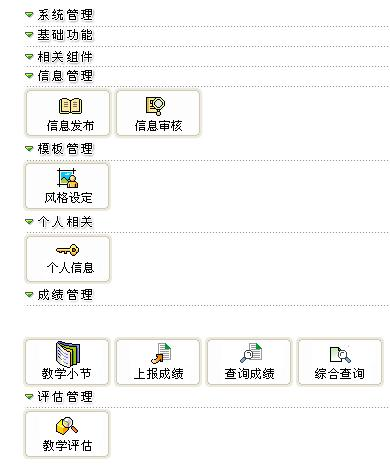 系统管理
基础功能
相关组件
信息管理
信息发布 信息审核
模板管理
风格设定
个人相关
个人信息
成绩管理
教学小节 上报成绩 查询成绩 综合查询
评估管理
教学评估